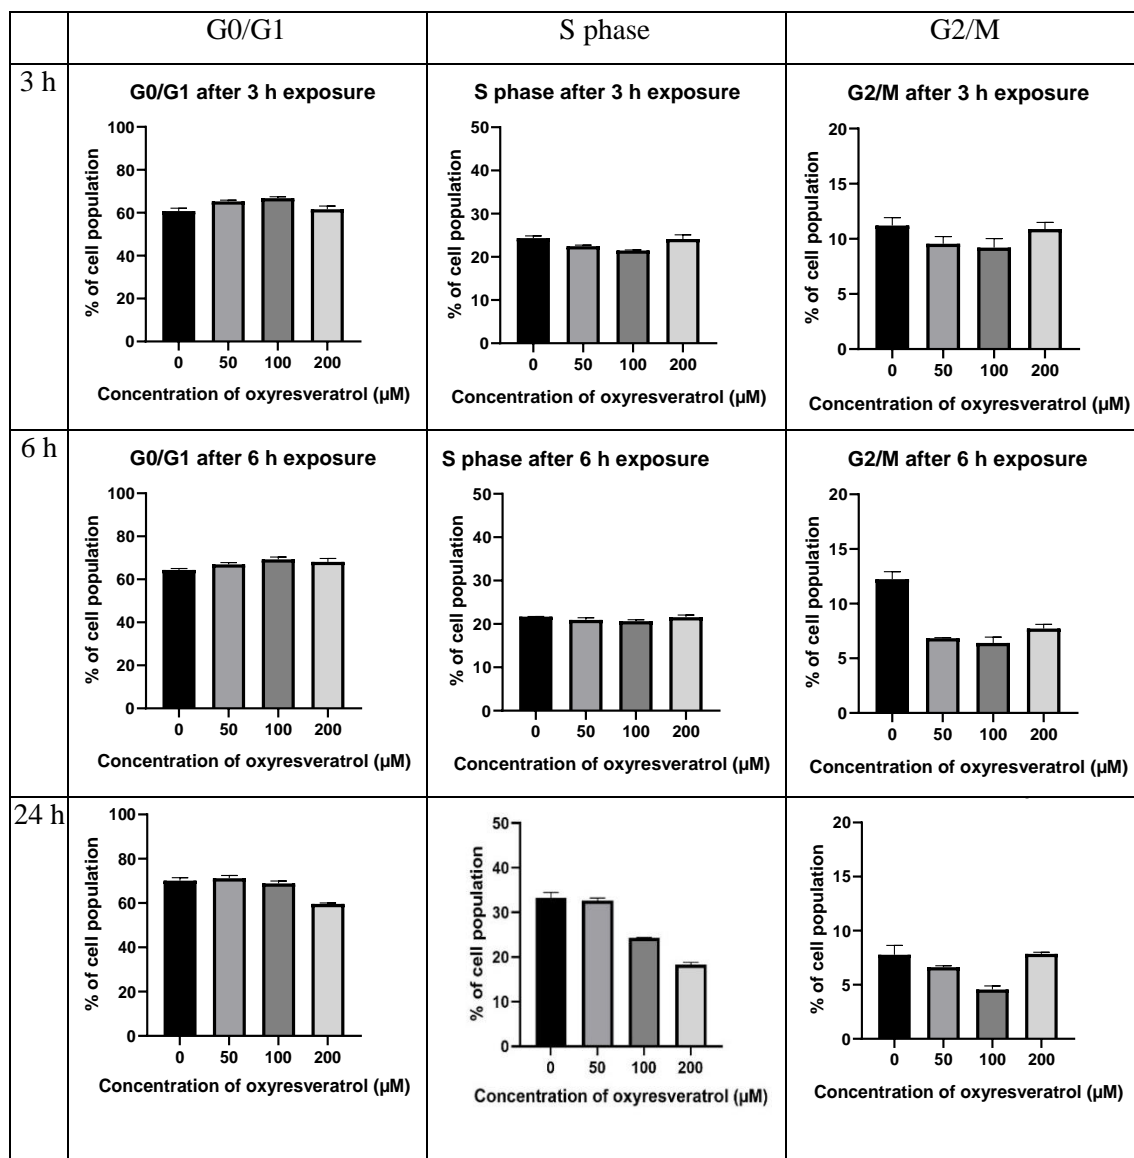 G0/G1 S phase G2/M
3 h
G0/G1 after 3 h exposure
% of cell population
100
80
60
40
20
0
0 50 100 200
Concentration of oxyresveratrol (µM)
S phase after 3 h exposure
% of cell population
50
40
30
20
10
0
0 50 100 200
Concentration of oxyresveratrol (µM)
G2/M after 3 h exposure
% of cell population
20
15
10
5
0
0 50 100 200
Concentration of oxyresveratrol (µM)
6 h
G0/G1 after 6 h exposure
% of cell population
100
80
60
40
20
0
0 50 100 200
Concentration of oxyresveratrol (µM)
S phase after 6 h exposure
% of cell population
50
40
30
20
10
0
0 50 100 200
Concentration of oxyresveratrol (µM)
G2/M after 6 h exposure
% of cell population
20
15
10
5
0
0 50 100 200
Concentration of oxyresveratrol (µM)
24 h
% of cell population
100
80
60
40
20
0
0 50 100 200
Concentration of oxyresveratrol (µM)
% of cell population
50
40
30
20
10
0
0 50 100 200
Concentration of oxyresveratrol (µM)
% of cell population
20
15
10
5
0
0 50 100 200
Concentration of oxyresveratrol (µM)